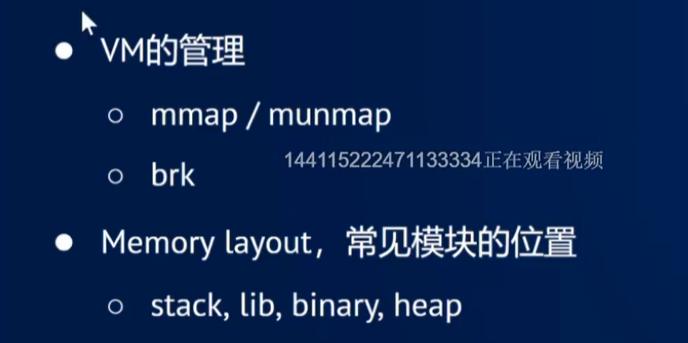 VM的管理
mmap / munmap
144115222471133334正在观看视频
brk
Memory layout，常见模块的位置
stack, lib, binary, heap